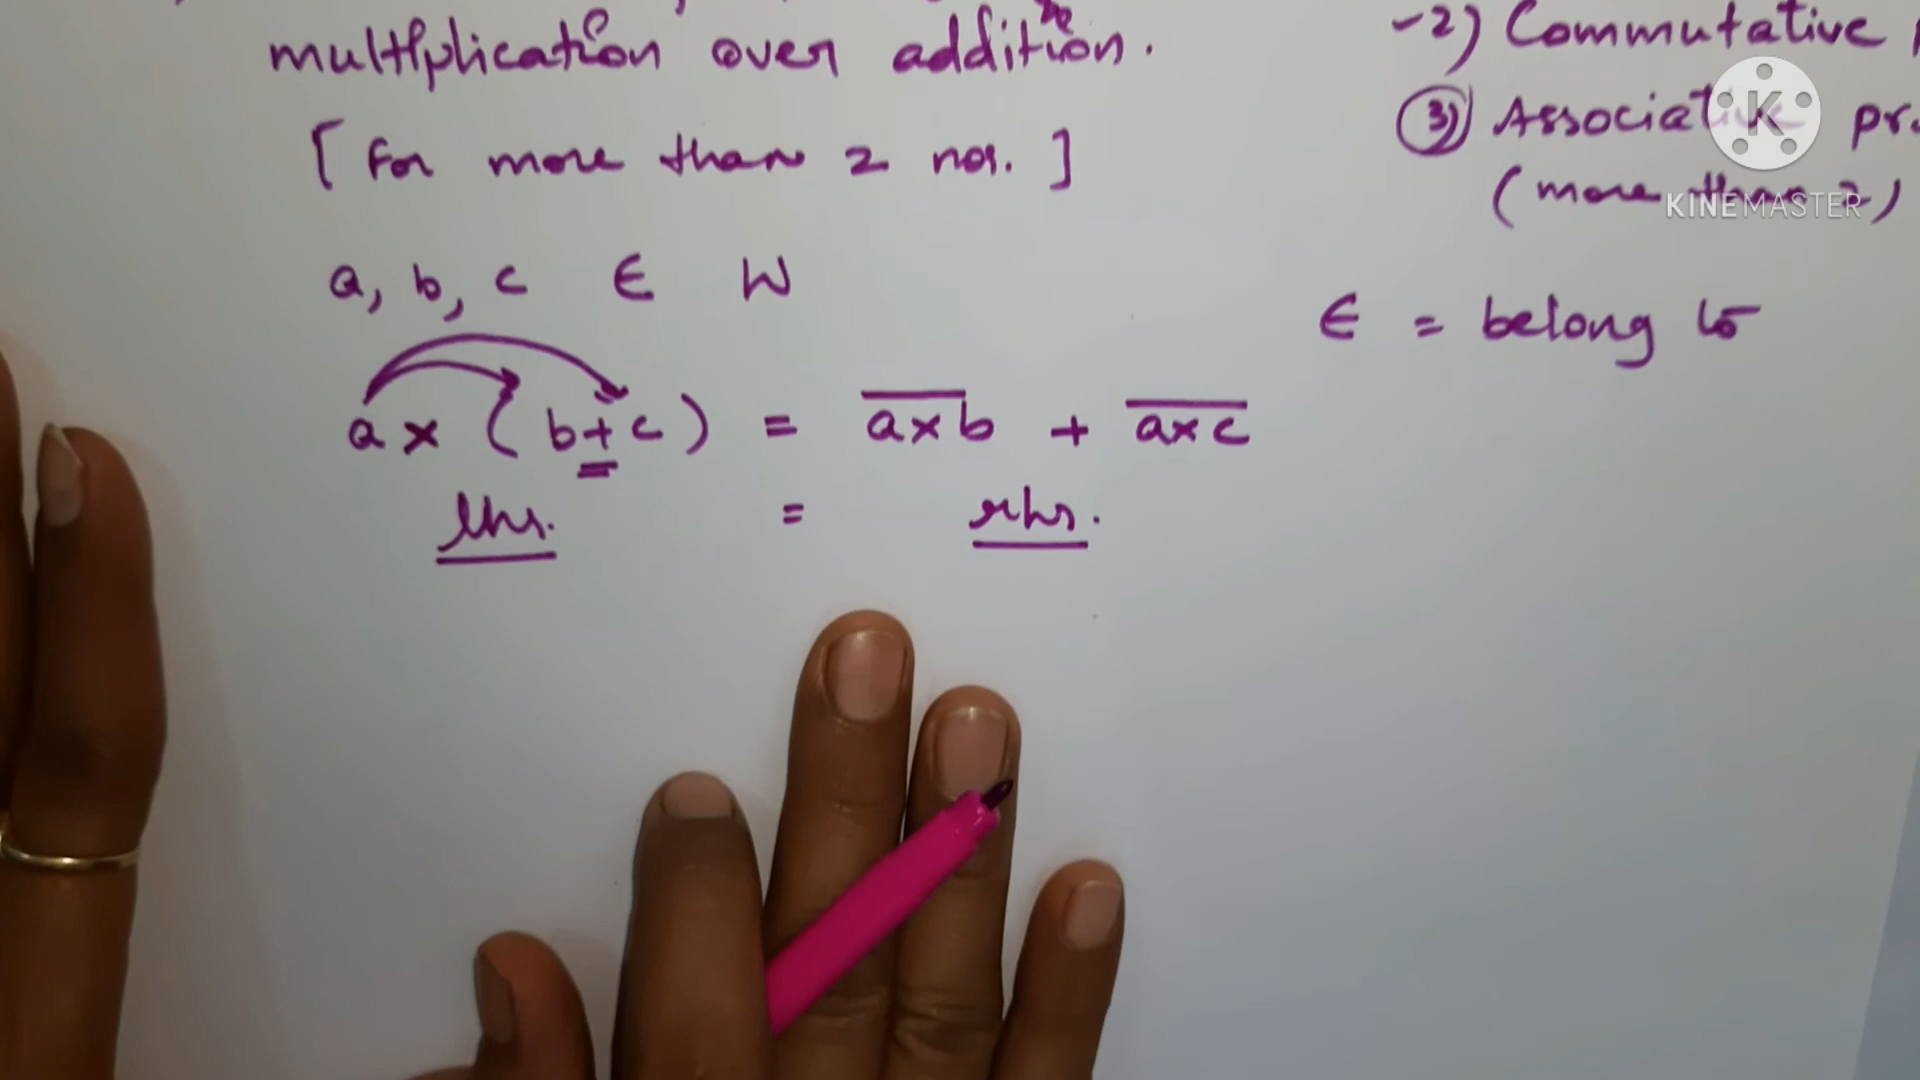 multiplication over addition.
[ For more than 2 nos. ]
a, b, c ∈ W
a × ( b + c ) = a×b + a×c
lhs. = rhs.
2) Commutative
3) Associative pr.
(more than 2)
∈ = belong to
K
KINEMASTER